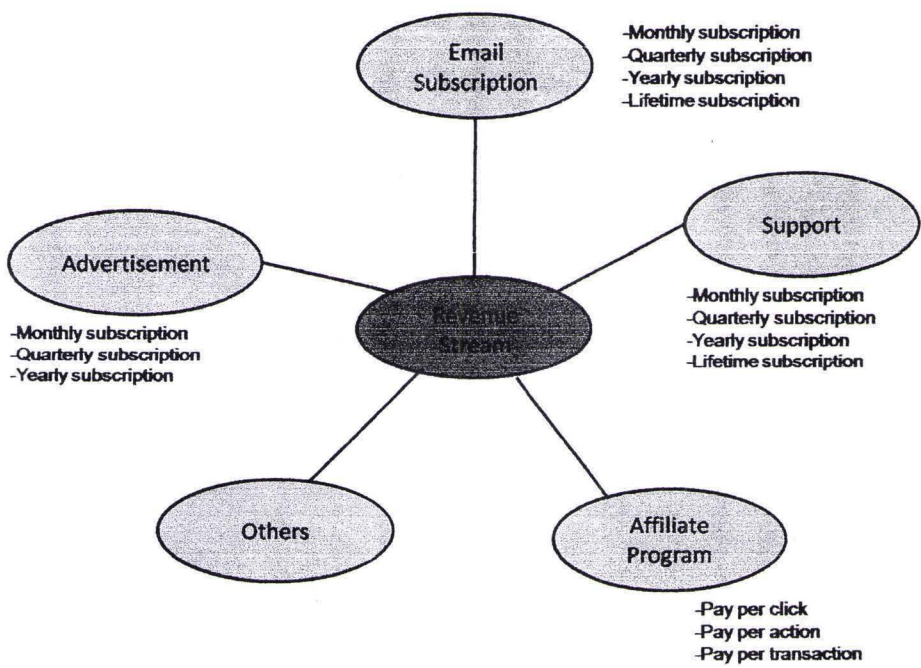 Email
Subscription
-Monthly subscription
-Quarterly subscription
-Yearly subscription
-Lifetime subscription
Support
-Monthly subscription
-Quarterly subscription
-Yearly subscription
-Lifetime subscription
Advertisement
-Monthly subscription
-Quarterly subscription
-Yearly subscription
Revenue
Stream
Others
Affiliate
Program
-Pay per click
-Pay per action
-Pay per transaction